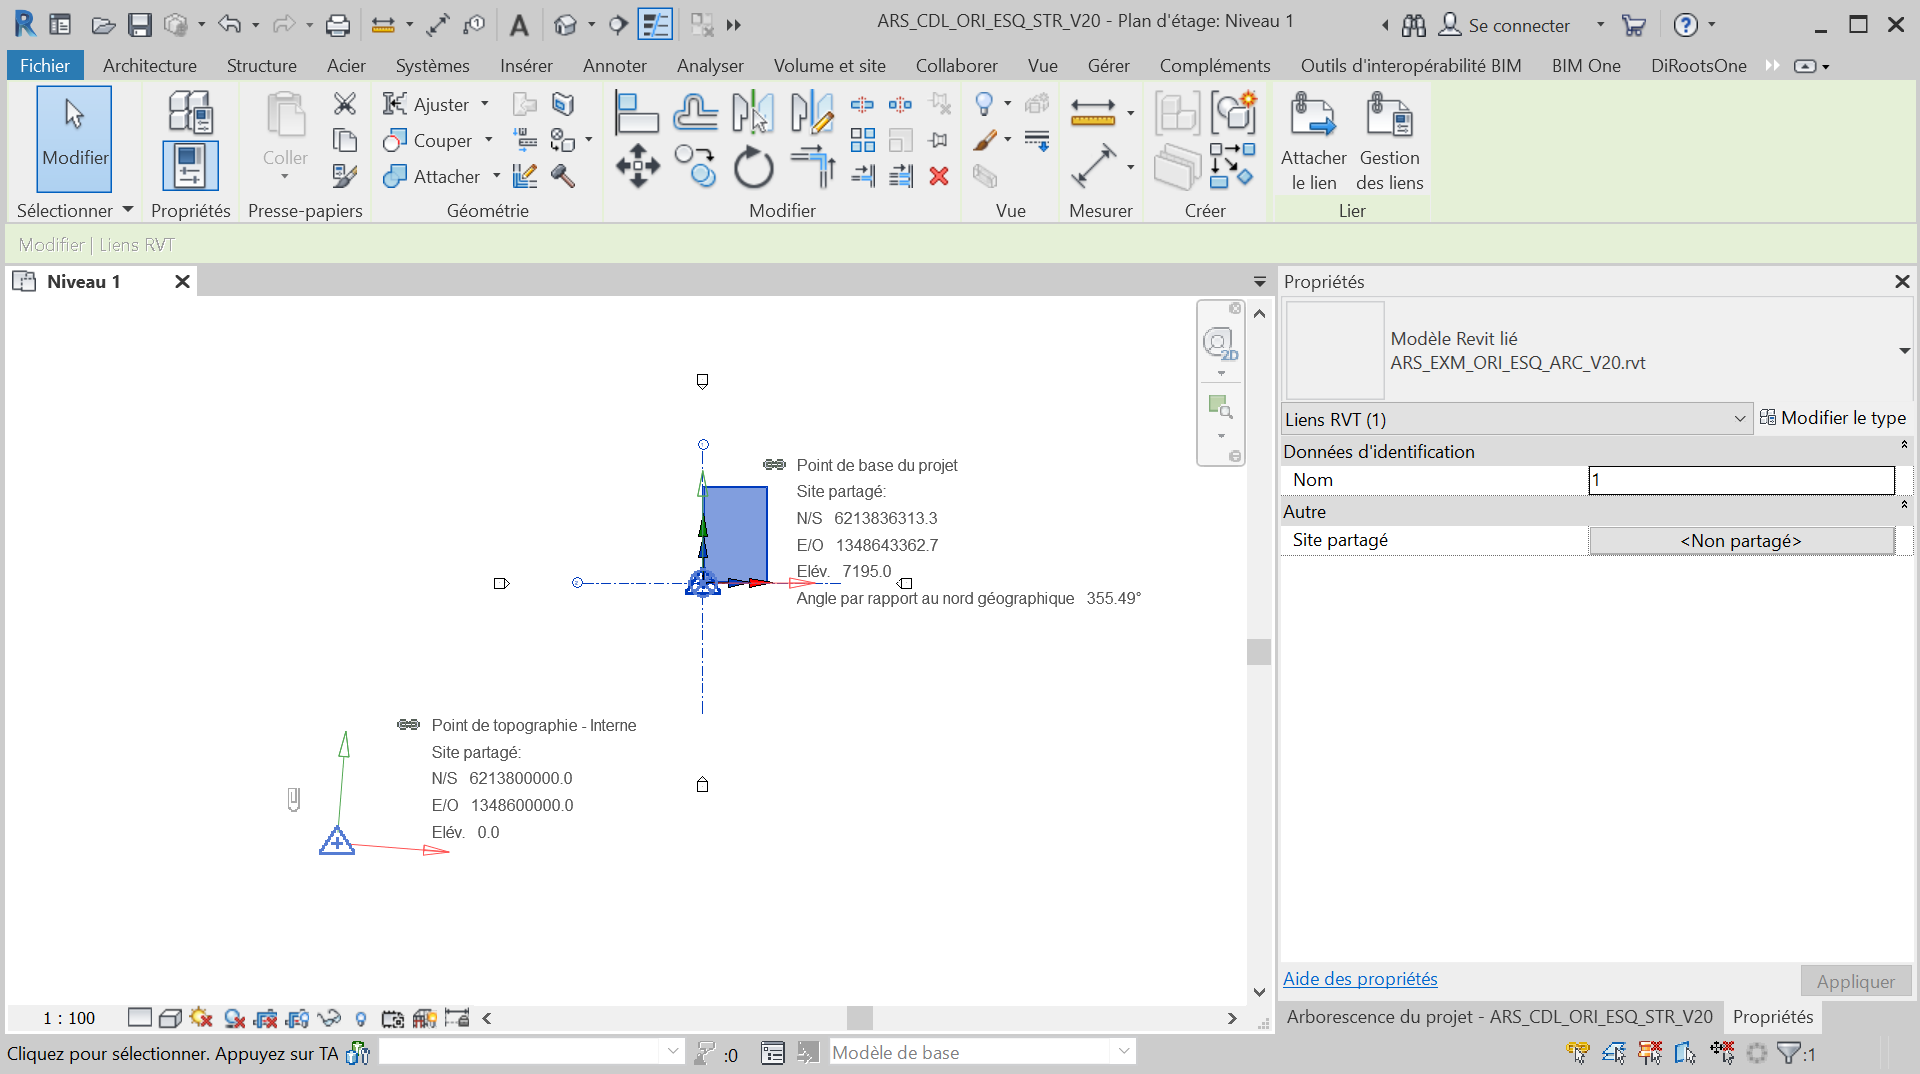 ARS_CDL_ORI_ESQ_STR_V20 - Plan d'étage: Niveau 1
Se connecter
Fichier Architecture Structure Acier Systèmes Insérer Annoter Analyser Volume et site Collaborer Vue Gérer Compléments Outils d'interopérabilité BIM BIM One DiRootsOne
Modifier
Coller
Ajuster
Couper
Attacher
Attacher le lien
Gestion des liens
Sélectionner Propriétés Presse-papiers Géométrie Modifier Vue Mesurer Créer Lier
Modifier | Liens RVT
Niveau 1
2D
Point de base du projet
Site partagé:
N/S 6213836313.3
E/O 1348643362.7
Elév. 7195.0
Angle par rapport au nord géographique 355.49°
Point de topographie - Interne
Site partagé:
N/S 6213800000.0
E/O 1348600000.0
Elév. 0.0
Propriétés
Modèle Revit lié
ARS_EXM_ORI_ESQ_ARC_V20.rvt
Liens RVT (1) Modifier le type
Données d'identification
Nom 1
Autre
Site partagé <Non partagé>
Aide des propriétés Appliquer
Arborescence du projet - ARS_CDL_ORI_ESQ_STR_V20 Propriétés
1 : 100
Cliquez pour sélectionner. Appuyez sur TA :0 Modèle de base :1